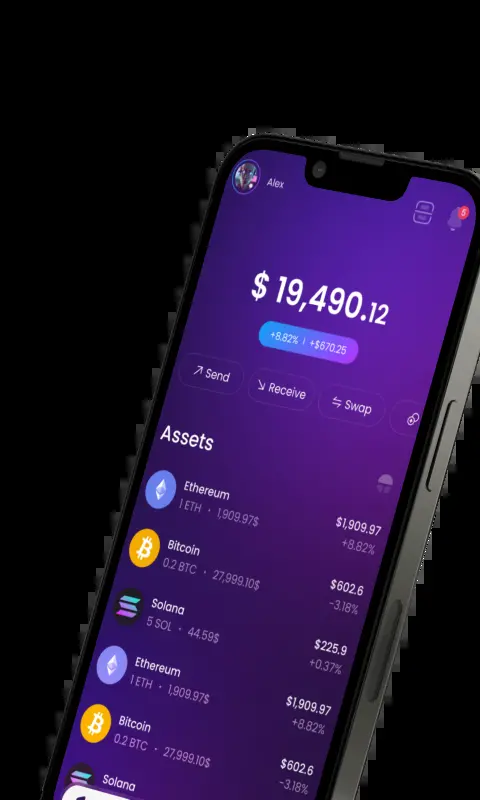 Alex
5
$ 19,490.12
+8.82% | +$670.25
Send
Receive
Swap
Assets
Ethereum
1 ETH • 1,909.97$
$1,909.97
+8.82%
Bitcoin
0.2 BTC • 27,999.10$
$602.6
-3.18%
Solana
5 SOL • 44.59$
$225.9
+0.37%
Ethereum
1 ETH • 1,909.97$
$1,909.97
+8.82%
Bitcoin
0.2 BTC • 27,999.10$
$602.6
-3.18%
Solana